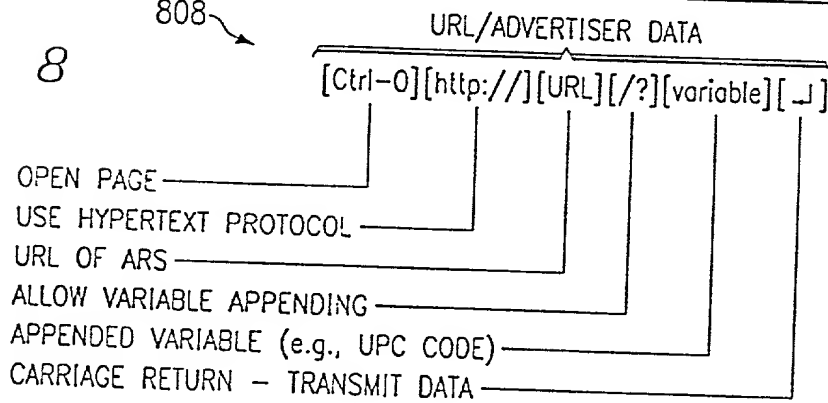 808
URL/ADVERTISER DATA
8
[Ctrl-O][http://][URL][/?][variable][↵]
OPEN PAGE
USE HYPERTEXT PROTOCOL
URL OF ARS
ALLOW VARIABLE APPENDING
APPENDED VARIABLE (e.g., UPC CODE)
CARRIAGE RETURN - TRANSMIT DATA